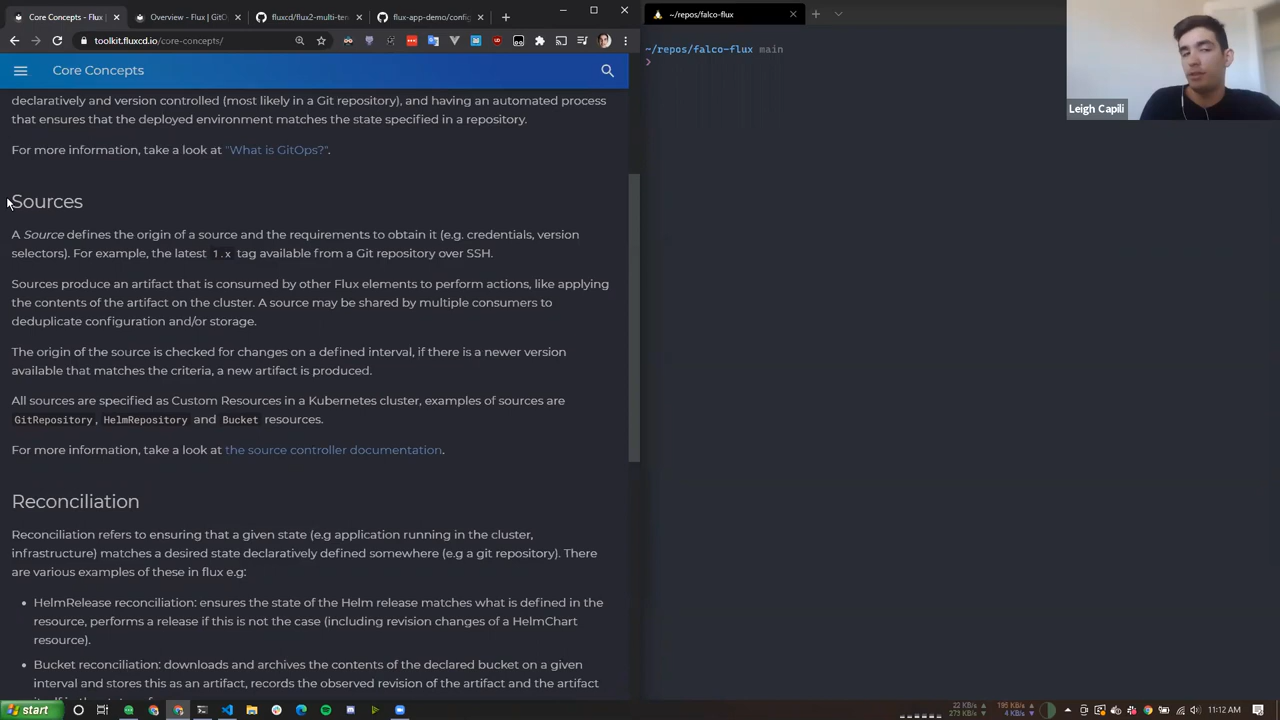 Core Concepts - Flux | G
Overview - Flux | GitO
fluxcd/flux2-multi-ten
flux-app-demo/config
~/repos/falco-flux
toolkit.fluxcd.io/core-concepts/
~/repos/falco-flux main
❯
Leigh Capili
Core Concepts
declaratively and version controlled (most likely in a Git repository), and having an automated process
that ensures that the deployed environment matches the state specified in a repository.
For more information, take a look at "What is GitOps?".
Sources
A Source defines the origin of a source and the requirements to obtain it (e.g. credentials, version
selectors). For example, the latest 1.x tag available from a Git repository over SSH.
Sources produce an artifact that is consumed by other Flux elements to perform actions, like applying
the contents of the artifact on the cluster. A source may be shared by multiple consumers to
deduplicate configuration and/or storage.
The origin of the source is checked for changes on a defined interval, if there is a newer version
available that matches the criteria, a new artifact is produced.
All sources are specified as Custom Resources in a Kubernetes cluster, examples of sources are
GitRepository, HelmRepository and Bucket resources.
For more information, take a look at the source controller documentation.
Reconciliation
Reconciliation refers to ensuring that a given state (e.g application running in the cluster,
infrastructure) matches a desired state declaratively defined somewhere (e.g a git repository). There
are various examples of these in flux e.g:
• HelmRelease reconciliation: ensures the state of the Helm release matches what is defined in the
resource, performs a release if this is not the case (including revision changes of a HelmChart
resource).
• Bucket reconciliation: downloads and archives the contents of the declared bucket on a given
interval and stores this as an artifact, records the observed revision of the artifact and the artifact
start
22 KB/s
273 KB/s
195 KB/s
4 KB/s
11:12 AM